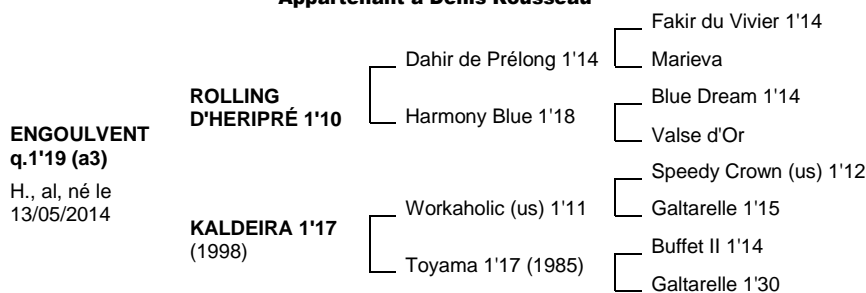 Appartenant à Denis Rousseau
Fakir du Vivier 1'14
Dahir de Prélong 1'14
Marieva
ROLLING
D'HERIPRÉ 1'10
Blue Dream 1'14
Harmony Blue 1'18
Valse d'Or
ENGOULVENT
q.1'19 (a3)
H., al, né le
13/05/2014
Speedy Crown (us) 1'12
Workaholic (us) 1'11
Galtarelle 1'15
KALDEIRA 1'17
(1998)
Buffet II 1'14
Toyama 1'17 (1985)
Galtarelle 1'30